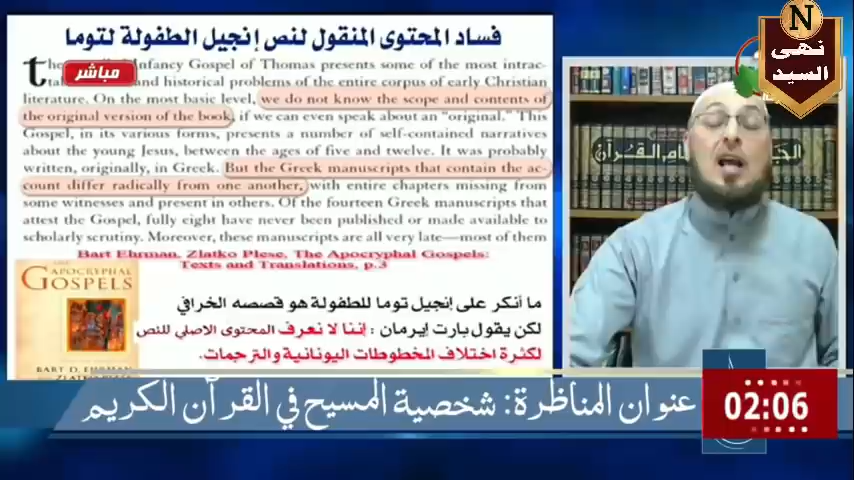 فساد المحتوى المنقول لنص إنجيل الطفولة لتوما
the Infancy Gospel of Thomas presents some of the most intrac-
مباشر
and historical problems of the entire corpus of early Christian
literature. On the most basic level, we do not know the scope and contents of
the original version of the book, if we can even speak about an "original." This
Gospel, in its various forms, presents a number of self-contained narratives
about the young Jesus, between the ages of five and twelve. It was probably
written, originally, in Greek. But the Greek manuscripts that contain the ac-
count differ radically from one another, with entire chapters missing from
some witnesses and present in others. Of the fourteen Greek manuscripts that
attest the Gospel, fully eight have never been published or made available to
scholarly scrutiny. Moreover, these manuscripts are all very late—most of them
Bart Ehrman, Zlatko Plese, The Apocryphal Gospels:
Texts and Translations, p.3
APOCRYPHAL
GOSPELS
BART D. EHRMAN
ما أنكر على إنجيل توما للطفولة هو قصصه الخرافي
لكن يقول بارت إيرمان : إننا لا نعرف المحتوى الاصلي للنص
لكثرة اختلاف المخطوطات اليونانية والترجمات.
N
نهى
السيد
عنوان المناظرة: شخصية المسيح في القرآن الكريم
02:06